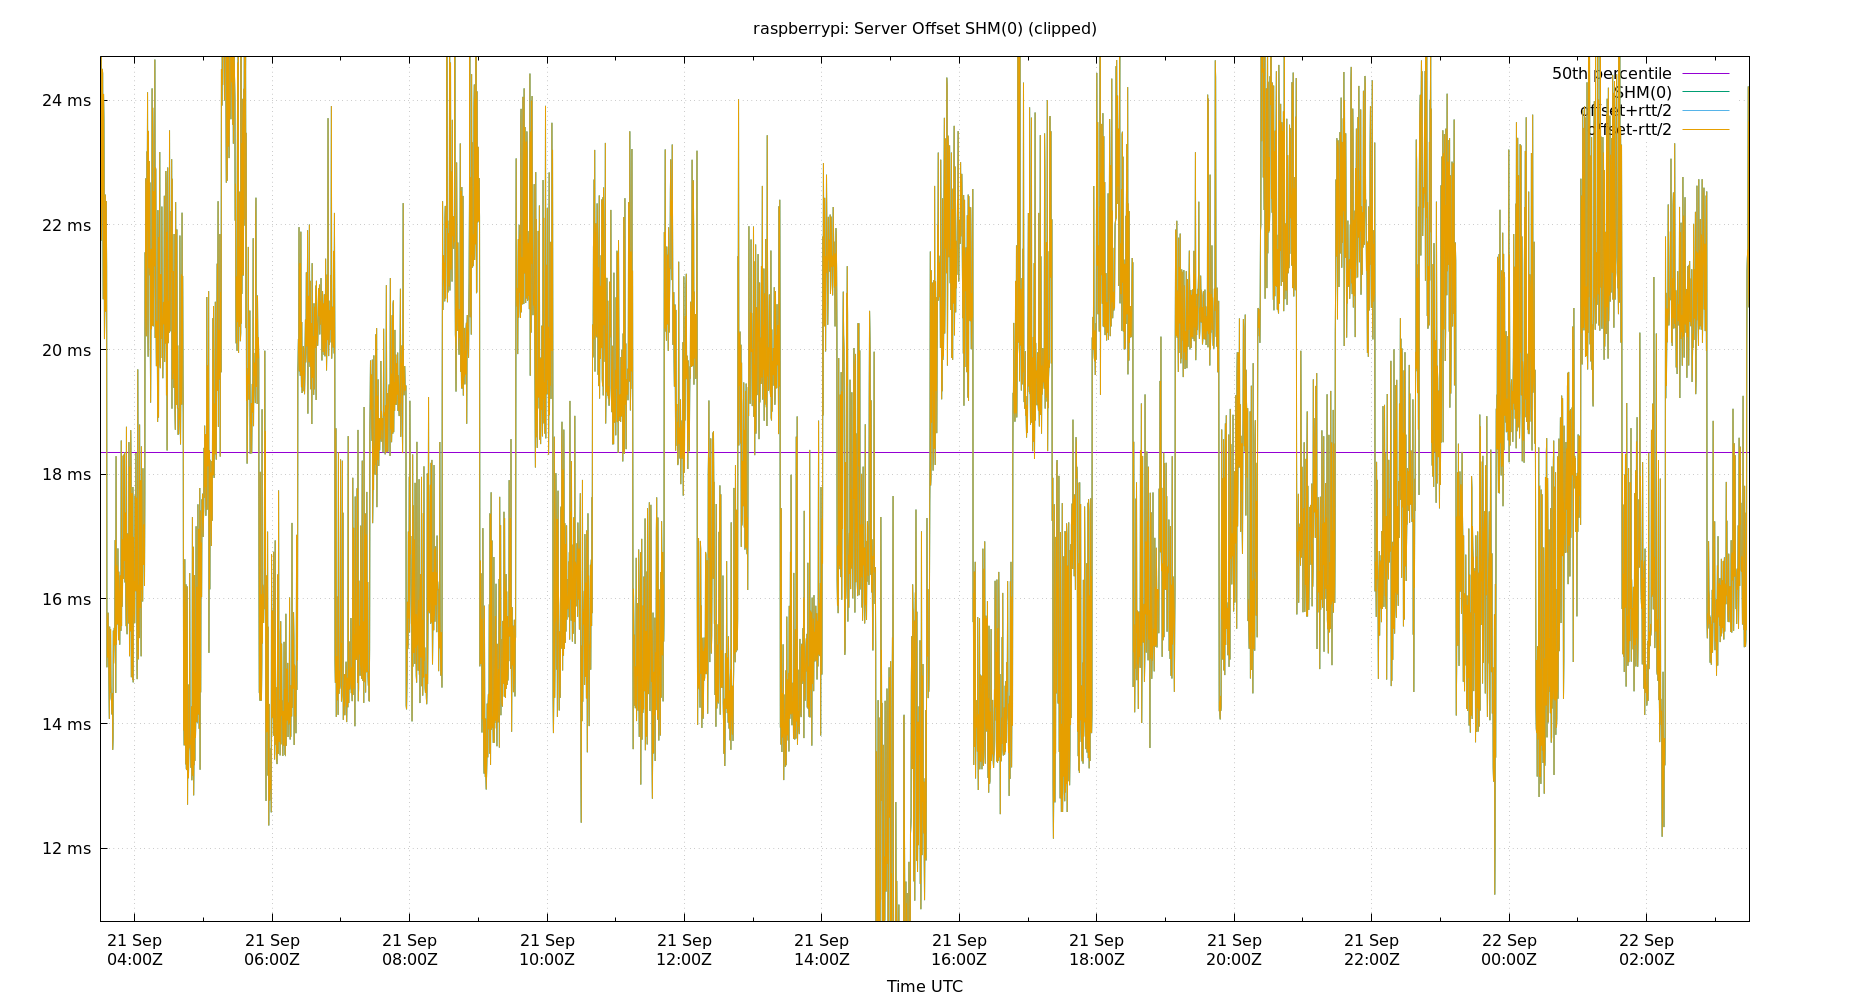 raspberrypi: Server Offset SHM(0) (clipped)
50th percentile
SHM(0)
offset+rtt/2
offset-rtt/2
24 ms
22 ms
20 ms
18 ms
16 ms
14 ms
12 ms
21 Sep 21 Sep 21 Sep 21 Sep 21 Sep 21 Sep 21 Sep 21 Sep 21 Sep 21 Sep 22 Sep 22 Sep
04:00Z 06:00Z 08:00Z 10:00Z 12:00Z 14:00Z 16:00Z 18:00Z 20:00Z 22:00Z 00:00Z 02:00Z
Time UTC